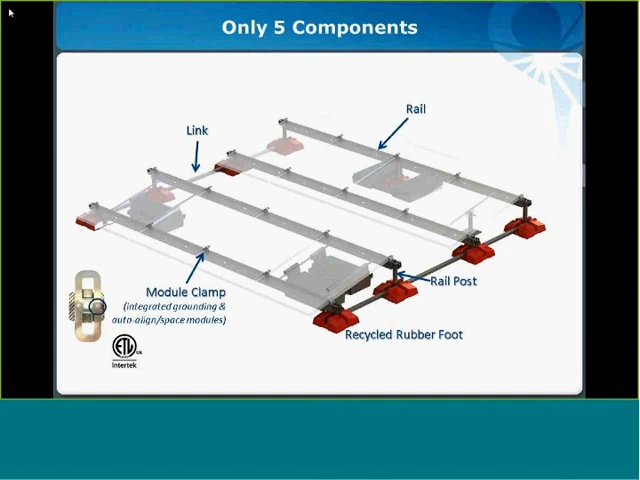 Only 5 Components
Rail
Link
Rail Post
Module Clamp
(integrated grounding &
auto-align/space modules)
Recycled Rubber Foot
ETL
Intertek